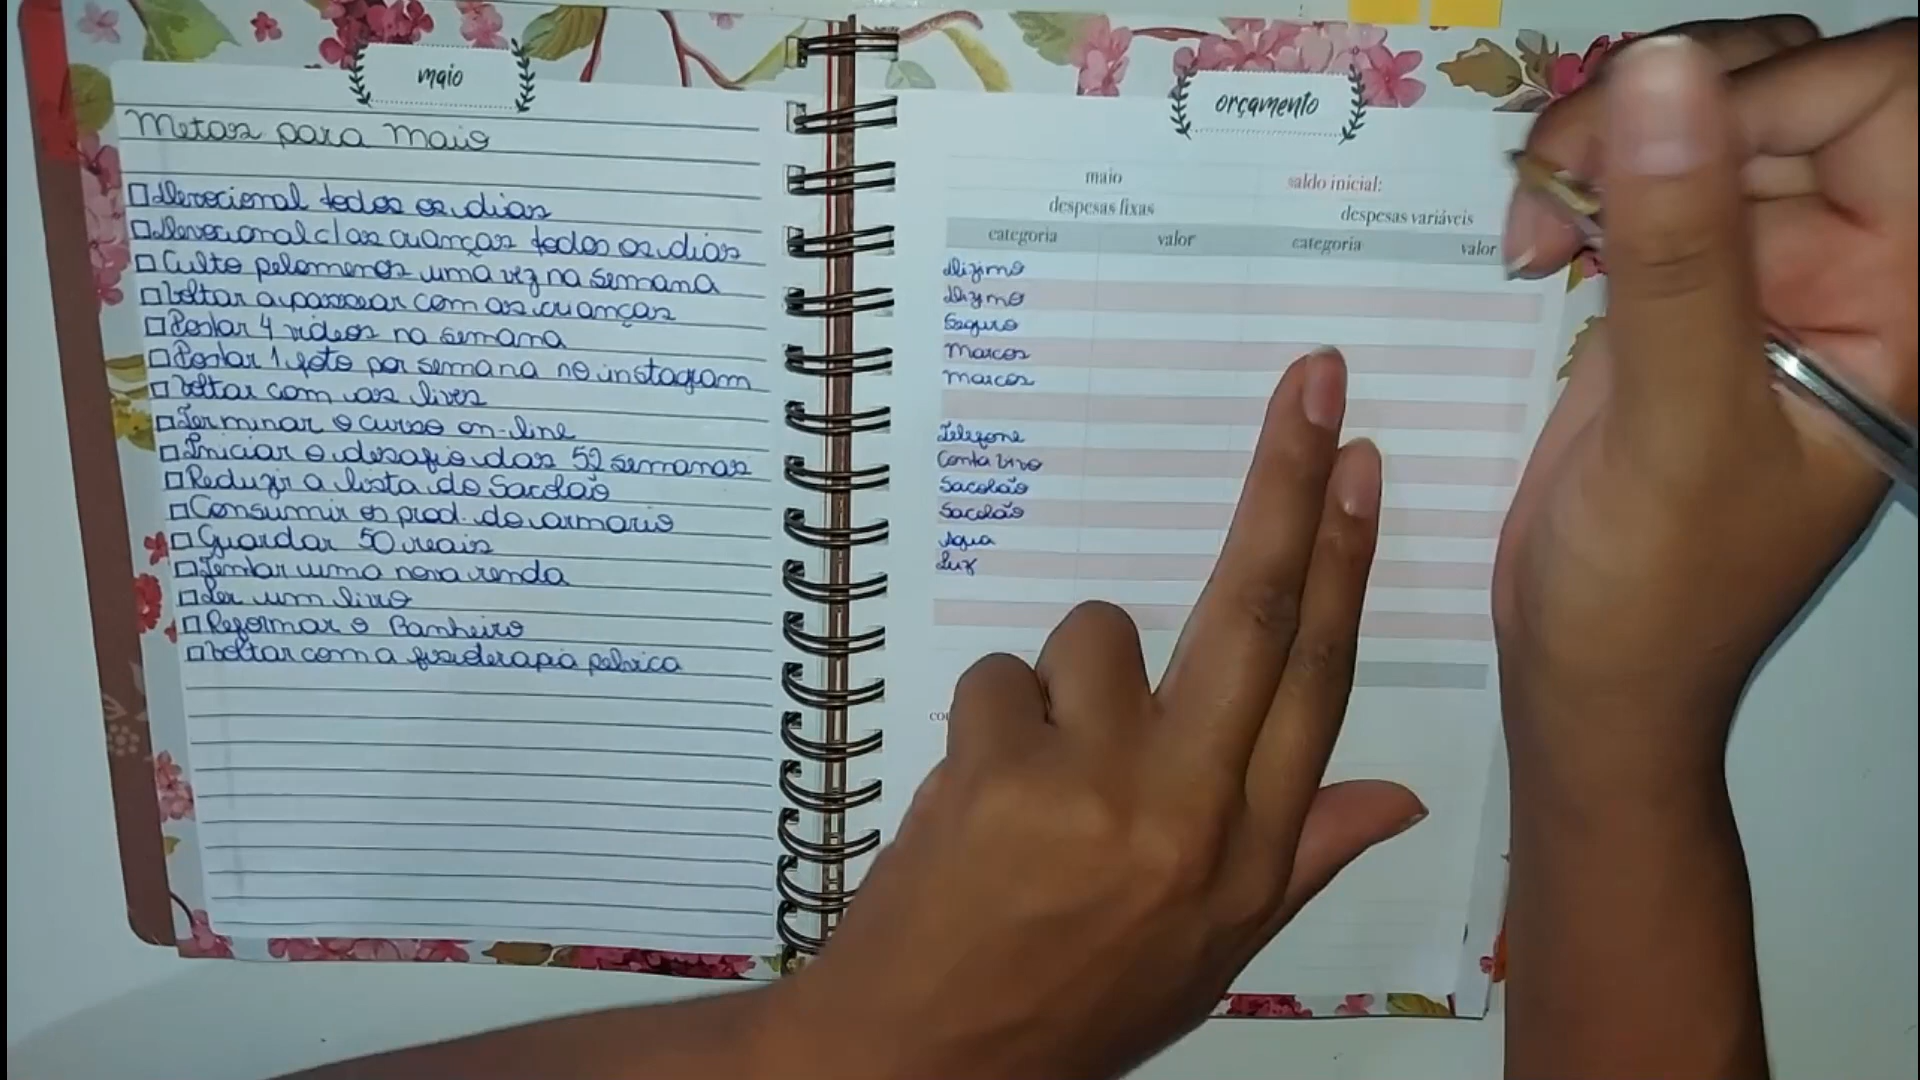 maio
Metas para Maio
Devocional todos os dias
Devocional das crianças todos os dias
Culto pelomenos uma vez na semana
Voltar a passear com as crianças
Postar 4 videos na semana
Postar 1 foto por semana no instagram
Voltar com as lives
Terminar o curso on-line
Iniciar o desafio das 52 semanas
Reduzir a lista do Sacolão
Consumir os prod. do armario
Guardar 50 reais
Tentar uma nova renda
Ler um livro
Reformar o Banheiro
Voltar com a fisioterapia pelvica
orçamento
maio saldo inicial:
despesas fixas despesas variáveis
categoria valor categoria valor
Dizimo
Dizimo
Seguro
Marcos
Marcos
Telefone
Conta Vivo
Sacolão
Sacolão
Agua
Luz